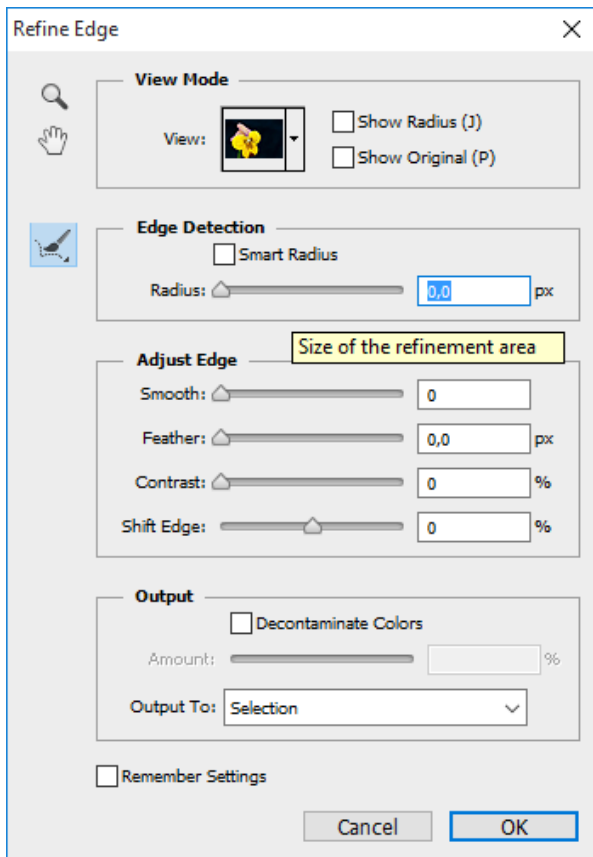 Refine Edge
View Mode
View:
Show Radius (J)
Show Original (P)
Edge Detection
Smart Radius
Radius: 0,0 px
Size of the refinement area
Adjust Edge
Smooth: 0
Feather: 0,0 px
Contrast: 0 %
Shift Edge: 0 %
Output
Decontaminate Colors
Amount: %
Output To: Selection
Remember Settings
Cancel OK